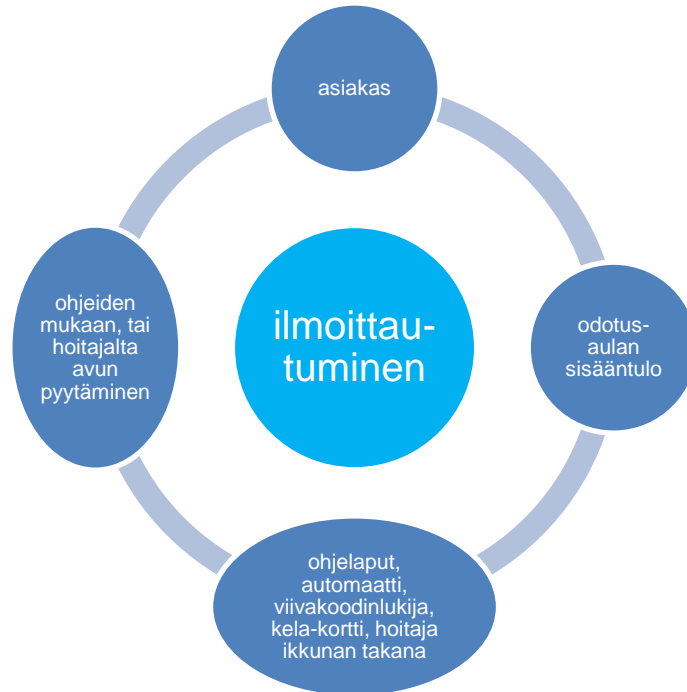 asiakas
ilmoittau-
tuminen
ohjeiden
mukaan, tai
hoitajalta
avun
pyytäminen
odotus-
aulan
sisääntulo
ohjelaput,
automaatti,
viivakoodinlukija,
kela-kortti, hoitaja
ikkunan takana